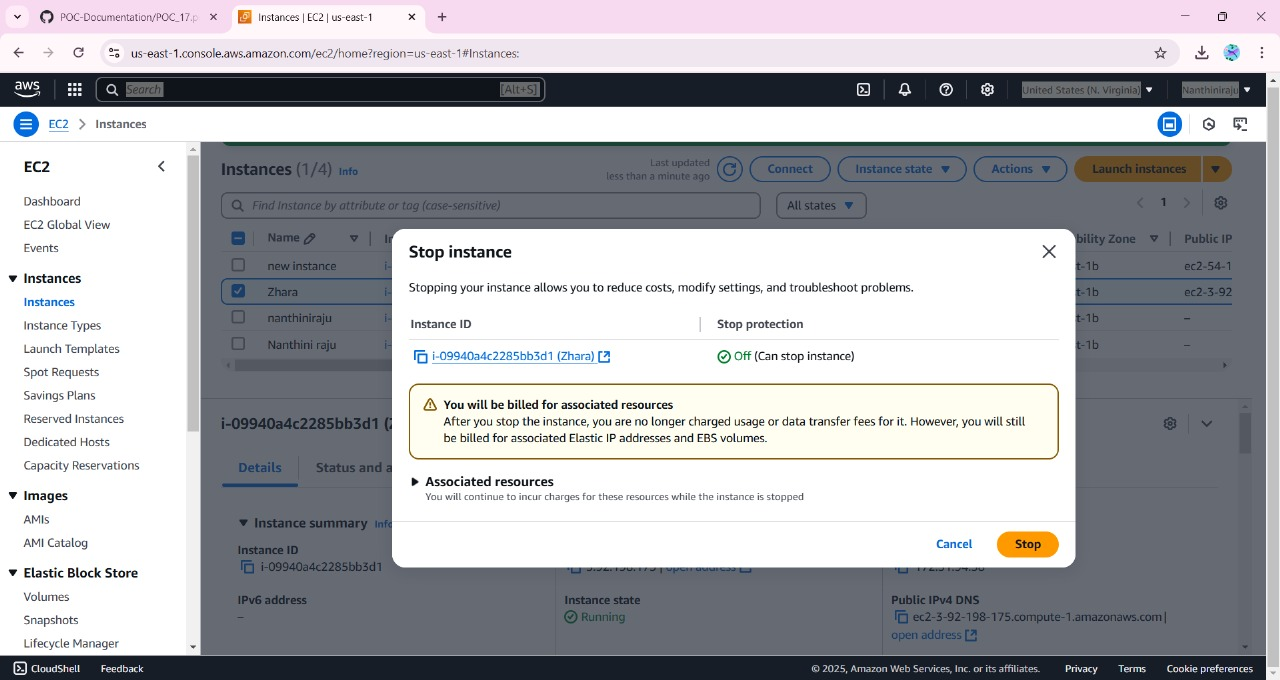 POC-Documentation/POC_17.p
Instances | EC2 | us-east-1
us-east-1.console.aws.amazon.com/ec2/home?region=us-east-1#Instances:
aws
Search
[Alt+S]
United States (N. Virginia)
Nanthiniraju
EC2
Instances
EC2
Dashboard
EC2 Global View
Events
Instances
Instances
Instance Types
Launch Templates
Spot Requests
Savings Plans
Reserved Instances
Dedicated Hosts
Capacity Reservations
Images
AMIs
AMI Catalog
Elastic Block Store
Volumes
Snapshots
Lifecycle Manager
Instances (1/4) Info
Last updated
less than a minute ago
Connect
Instance state
Actions
Launch instances
Find Instance by attribute or tag (case-sensitive)
All states
1
Name
bility Zone
Public IP
new instance
i-
t-1b
ec2-54-1
Zhara
i-
t-1b
ec2-3-92
nanthiniraju
i-
t-1b
–
Nanthini raju
i-
t-1b
–
Stop instance
Stopping your instance allows you to reduce costs, modify settings, and troubleshoot problems.
Instance ID
Stop protection
i-09940a4c2285bb3d1 (Zhara)
Off (Can stop instance)
You will be billed for associated resources
After you stop the instance, you are no longer charged usage or data transfer fees for it. However, you will still
be billed for associated Elastic IP addresses and EBS volumes.
Associated resources
You will continue to incur charges for these resources while the instance is stopped
Cancel
Stop
i-09940a4c2285bb3d1 (Z
Details
Status and a
Instance summary Info
Instance ID
i-09940a4c2285bb3d1
IPv6 address
–
Instance state
Running
Public IPv4 DNS
ec2-3-92-198-175.compute-1.amazonaws.com |
open address
CloudShell
Feedback
© 2025, Amazon Web Services, Inc. or its affiliates.
Privacy
Terms
Cookie preferences